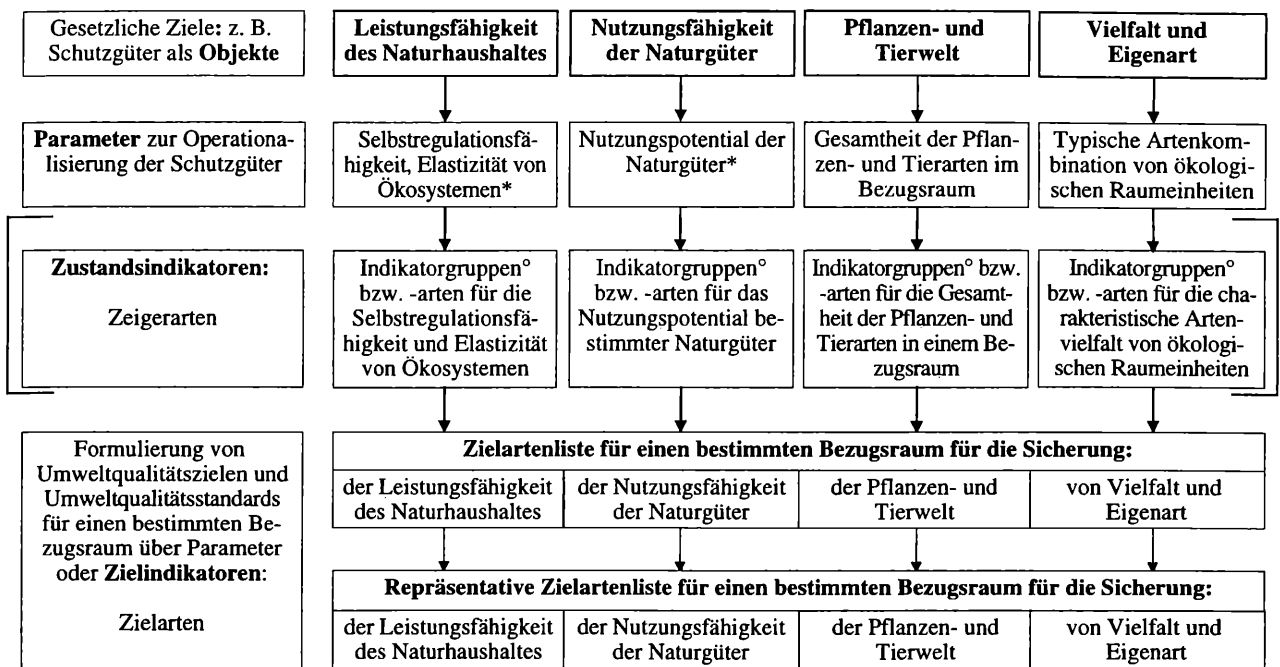 Gesetzliche Ziele: z. B.
Schutzgüter als Objekte
Leistungsfähigkeit
des Naturhaushaltes
Nutzungsfähigkeit
der Naturgüter
Pflanzen- und
Tierwelt
Vielfalt und
Eigenart
Parameter zur Operationa-
lisierung der Schutzgüter
Selbstregulationsfä-
higkeit, Elastizität von
Ökosystemen*
Nutzungspotential der
Naturgüter*
Gesamtheit der Pflan-
zen- und Tierarten im
Bezugsraum
Typische Artenkom-
bination von ökologi-
schen Raumeinheiten
Zustandsindikatoren:
Zeigerarten
Indikatorgruppen°
bzw. -arten für die
Selbstregulationsfä-
higkeit und Elastizität
von Ökosystemen
Indikatorgruppen°
bzw. -arten für das
Nutzungspotential be-
stimmter Naturgüter
Indikatorgruppen° bzw.
-arten für die Gesamt-
heit der Pflanzen- und
Tierarten in einem Be-
zugsraum
Indikatorgruppen°
bzw. -arten für die cha-
rakteristische Arten-
vielfalt von ökologi-
schen Raumeinheiten
Formulierung von
Umweltqualitätszielen und
Umweltqualitätsstandards
für einen bestimmten Be-
zugsraum über Parameter
oder Zielindikatoren:
Zielarten
Zielartenliste für einen bestimmten Bezugsraum für die Sicherung:
der Leistungsfähigkeit
des Naturhaushaltes
der Nutzungsfähigkeit
der Naturgüter
der Pflanzen- und
Tierwelt
von Vielfalt und
Eigenart
Repräsentative Zielartenliste für einen bestimmten Bezugsraum für die Sicherung:
der Leistungsfähigkeit
des Naturhaushaltes
der Nutzungsfähigkeit
der Naturgüter
der Pflanzen- und
Tierwelt
von Vielfalt und
Eigenart